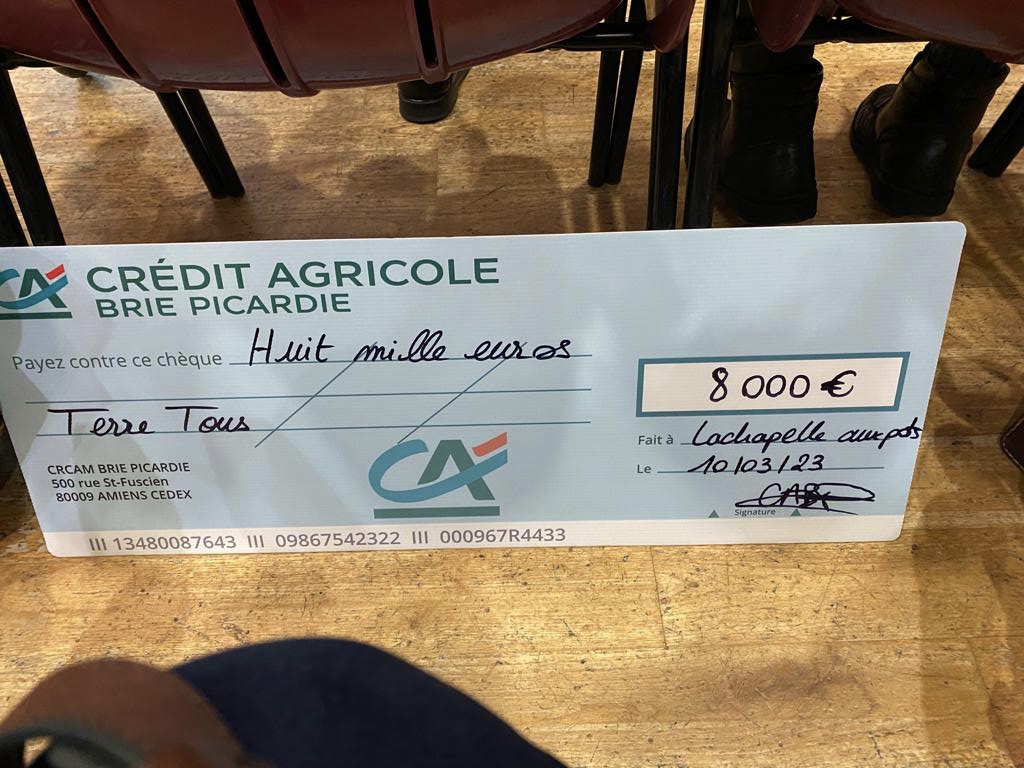 CA CRÉDIT AGRICOLE
BRIE PICARDIE
Payez contre ce chèque Huit mille euros
8 000 €
Terre Tous
Fait à Lachapelle aux pots
Le 10/03/23
CRCAM BRIE PICARDIE
500 rue St-Fuscien
80009 AMIENS CEDEX
CA
Signature
III 13480087643 III 09867542322 III 000967R4433